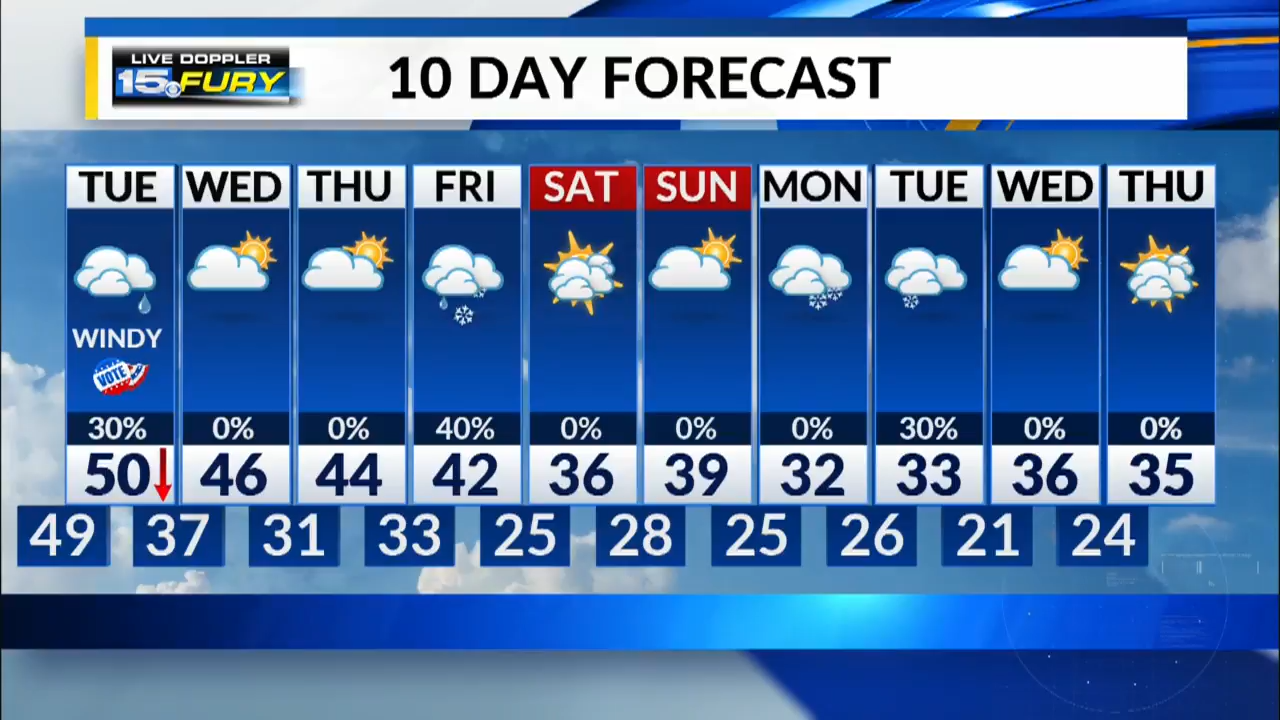 LIVE DOPPLER
15 FURY
10 DAY FORECAST
TUE WED THU FRI SAT SUN MON TUE WED THU
WINDY
VOTE
30% 0% 0% 40% 0% 0% 0% 30% 0% 0%
50 46 44 42 36 39 32 33 36 35
49 37 31 33 25 28 25 26 21 24